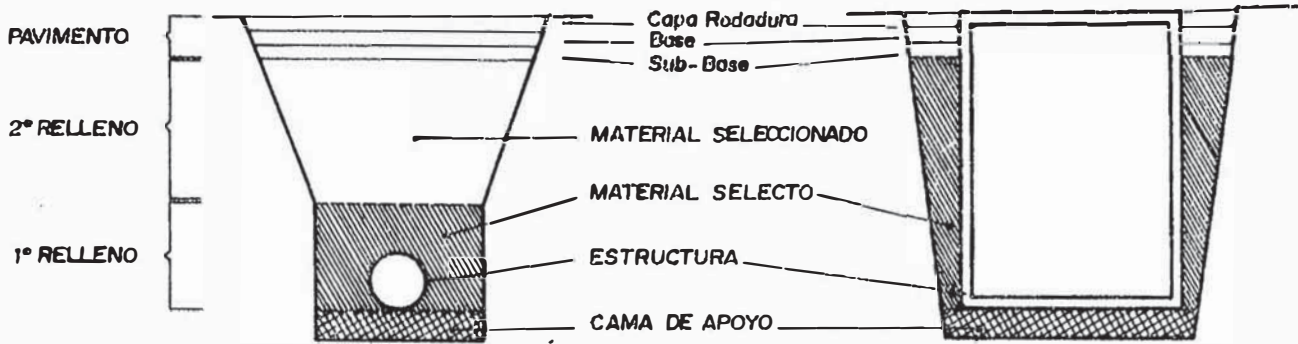 PAVIMENTO
2° RELLENO
1° RELLENO
Capa Rodadura
Base
Sub-Base
MATERIAL SELECCIONADO
MATERIAL SELECTO
ESTRUCTURA
CAMA DE APOYO